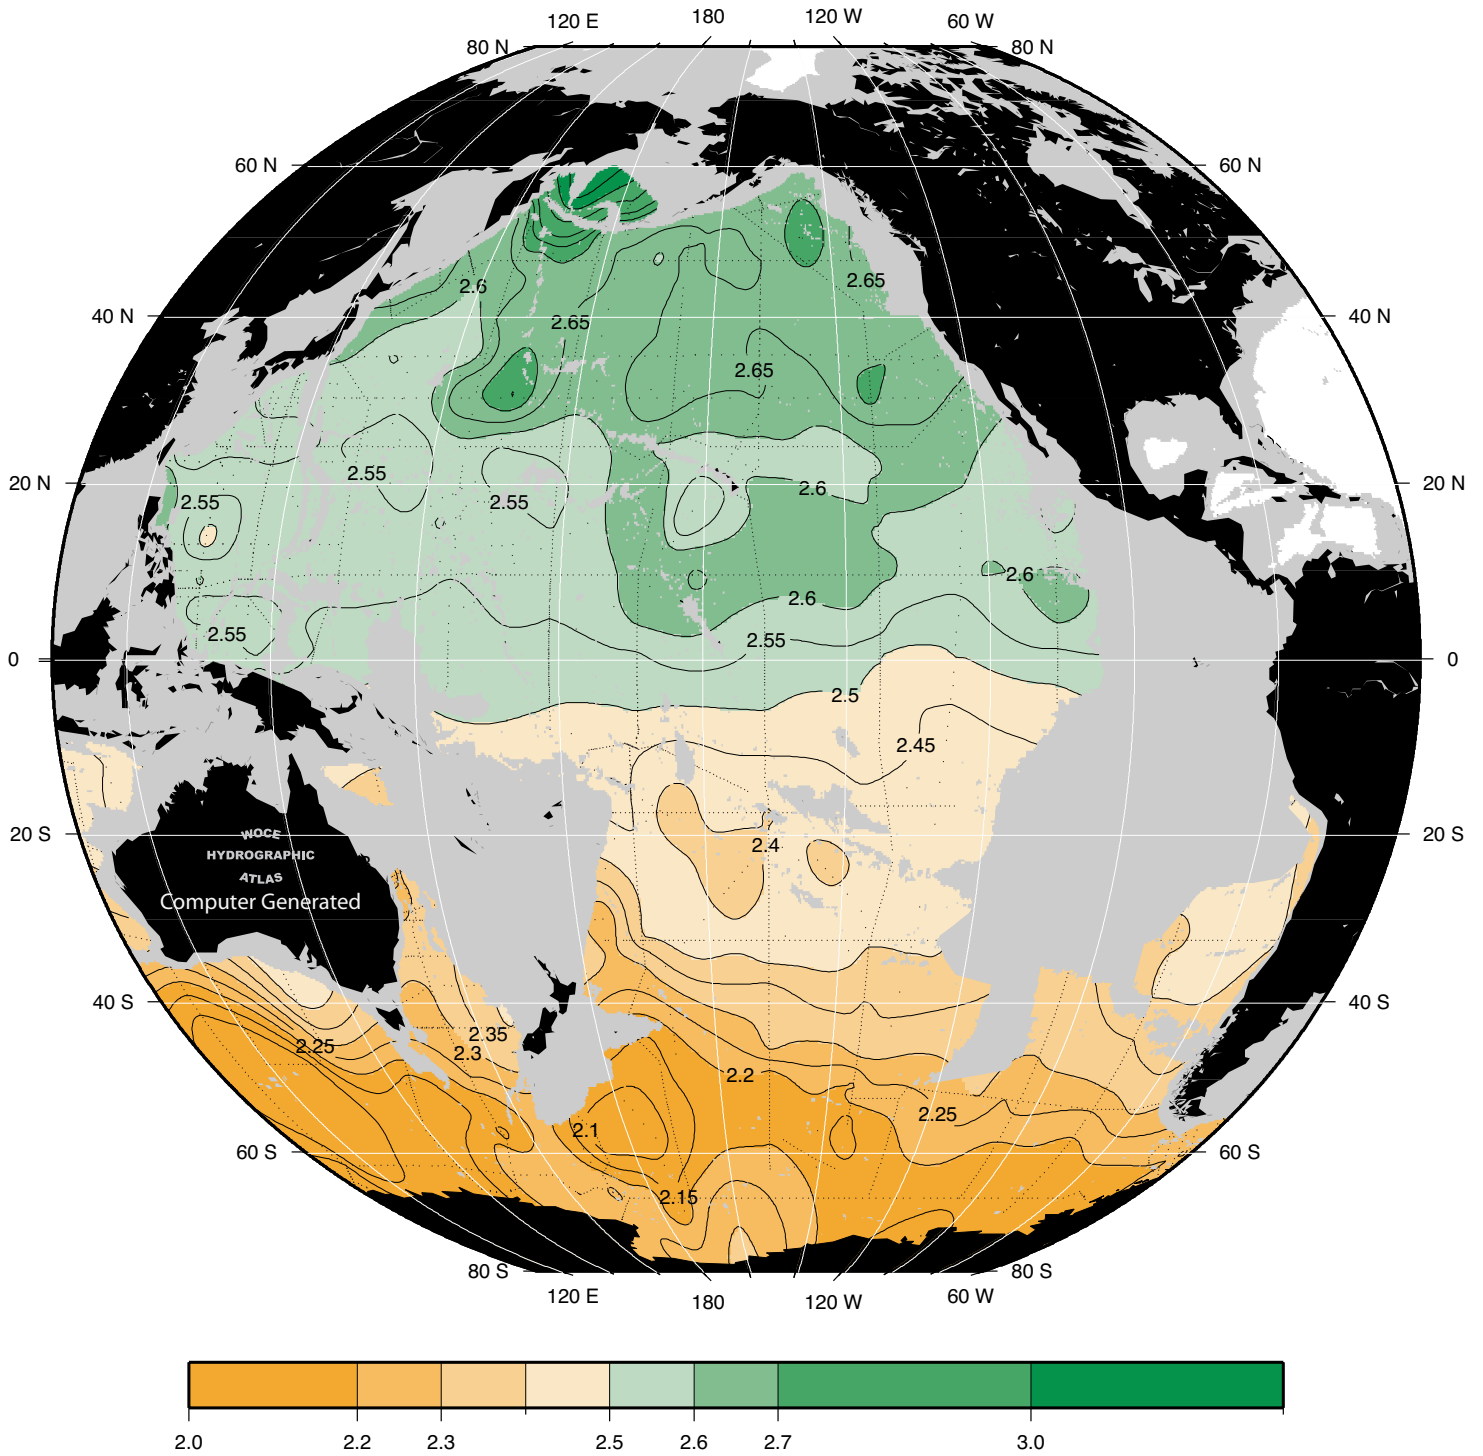 120 E 180 120 W 60 W
80 N 80 N
60 N 60 N
2.6 2.65
2.65
40 N 40 N
2.65
2.55
20 N 2.55 2.55 2.6 20 N
2.6
2.6
2.55 2.55
0 0
2.5
2.45
WOCE
20 S 20 S
2.4
HYDROGRAPHIC
ATLAS
Computer Generated
40 S 40 S
2.35
2.25 2.3
2.2
2.25
2.1
60 S 60 S
2.15
80 S 80 S
120 E 180 120 W 60 W
2.0 2.2 2.3 2.5 2.6 2.7 3.0